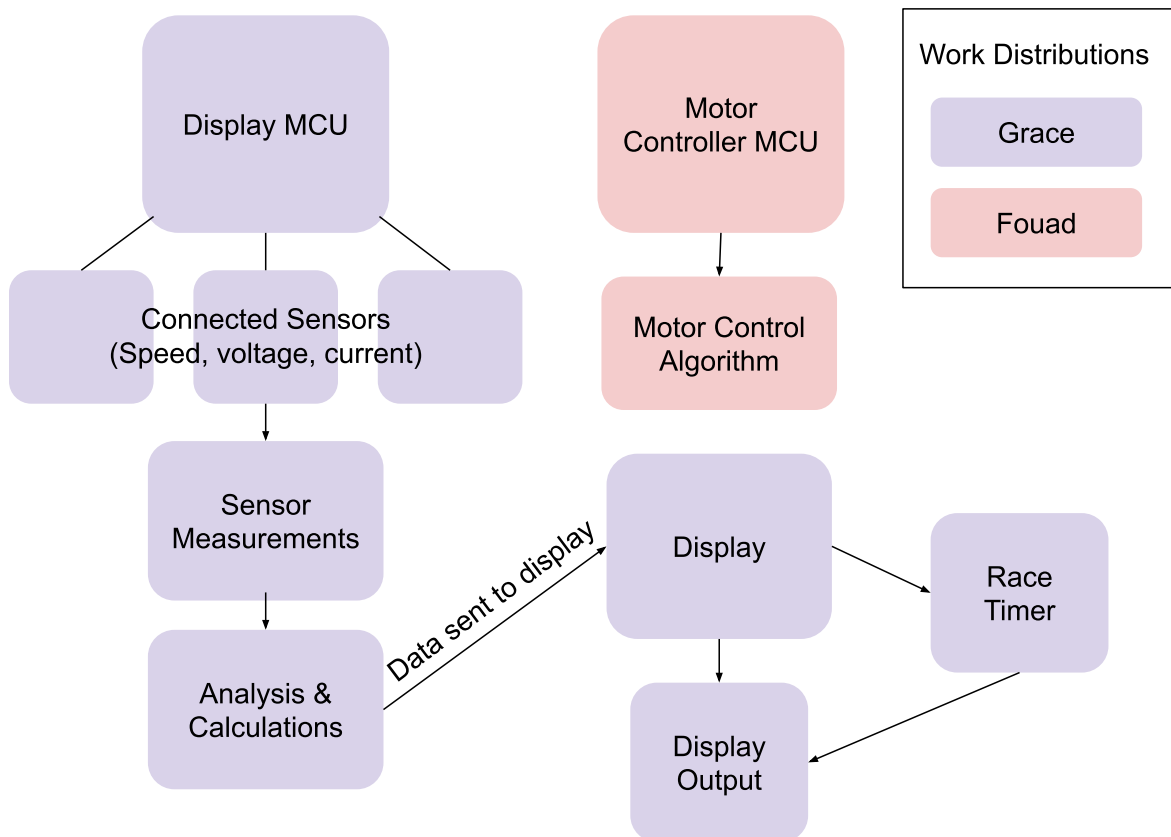 Display MCU
Motor
Controller MCU
Work Distributions
Grace
Fouad
Connected Sensors
(Speed, voltage, current)
Motor Control
Algorithm
Sensor
Measurements
Analysis &
Calculations
Data sent to display
Display
Race
Timer
Display
Output